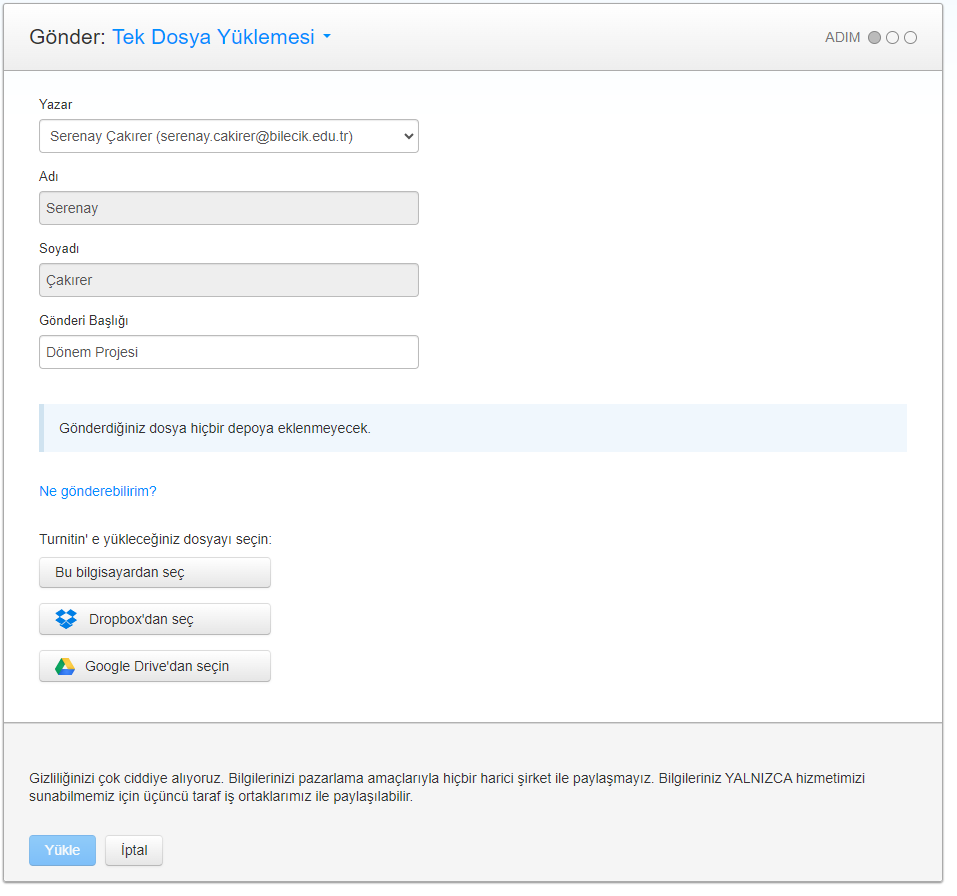 Gönder: Tek Dosya Yüklemesi
ADIM
Yazar
Serenay Çakırer (serenay.cakirer@bilecik.edu.tr)
Adı
Serenay
Soyadı
Çakırer
Gönderi Başlığı
Dönem Projesi
Gönderdiğiniz dosya hiçbir depoya eklenmeyecek.
Ne gönderebilirim?
Turnitin' e yükleceğiniz dosyayı seçin:
Bu bilgisayardan seç
Dropbox'dan seç
Google Drive'dan seçin
Gizliliğinizi çok ciddiye alıyoruz. Bilgilerinizi pazarlama amaçlarıyla hiçbir harici şirket ile paylaşmayız. Bilgileriniz YALNIZCA hizmetimizi
sunabilmemiz için üçüncü taraf iş ortaklarımız ile paylaşılabilir.
Yükle
İptal